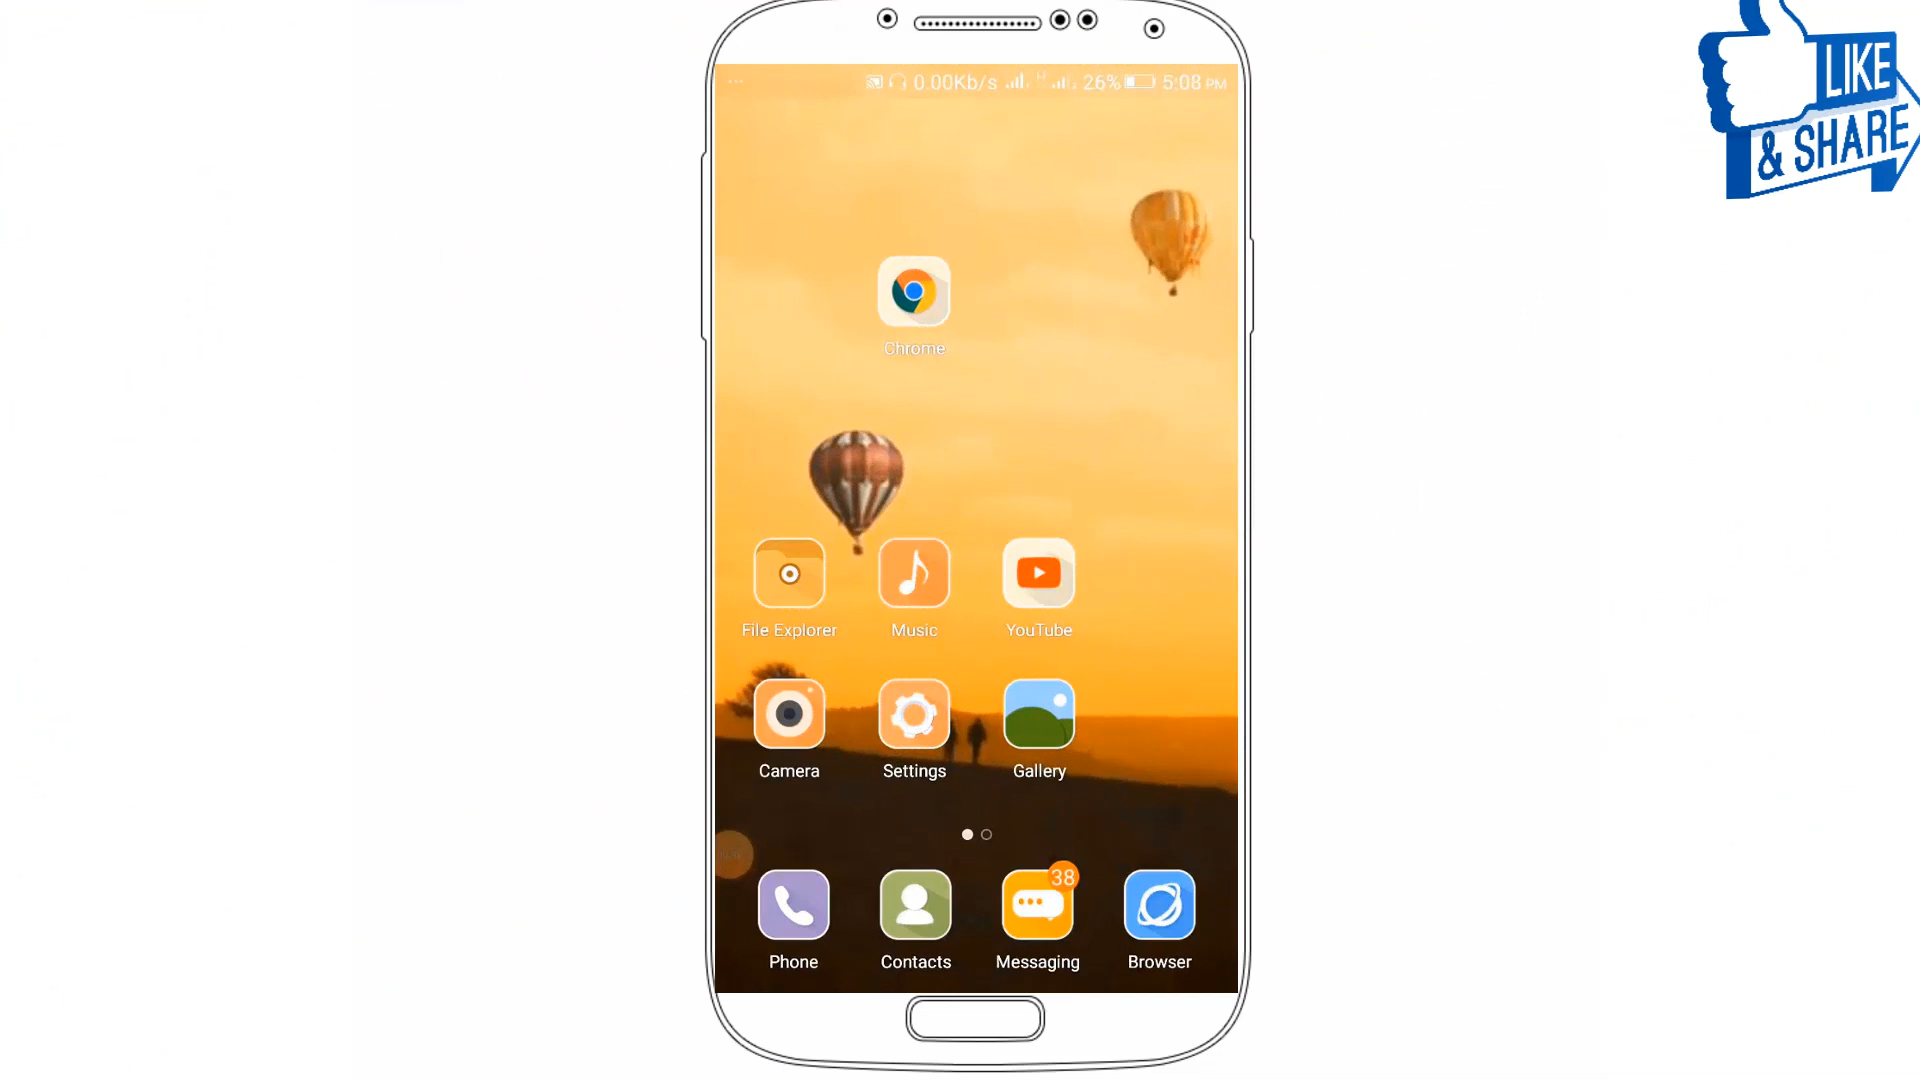 LIKE
& SHARE
0.00Kb/s H 26% 5:08 PM
Chrome
File Explorer Music YouTube
Camera Settings Gallery
38
Phone Contacts Messaging Browser